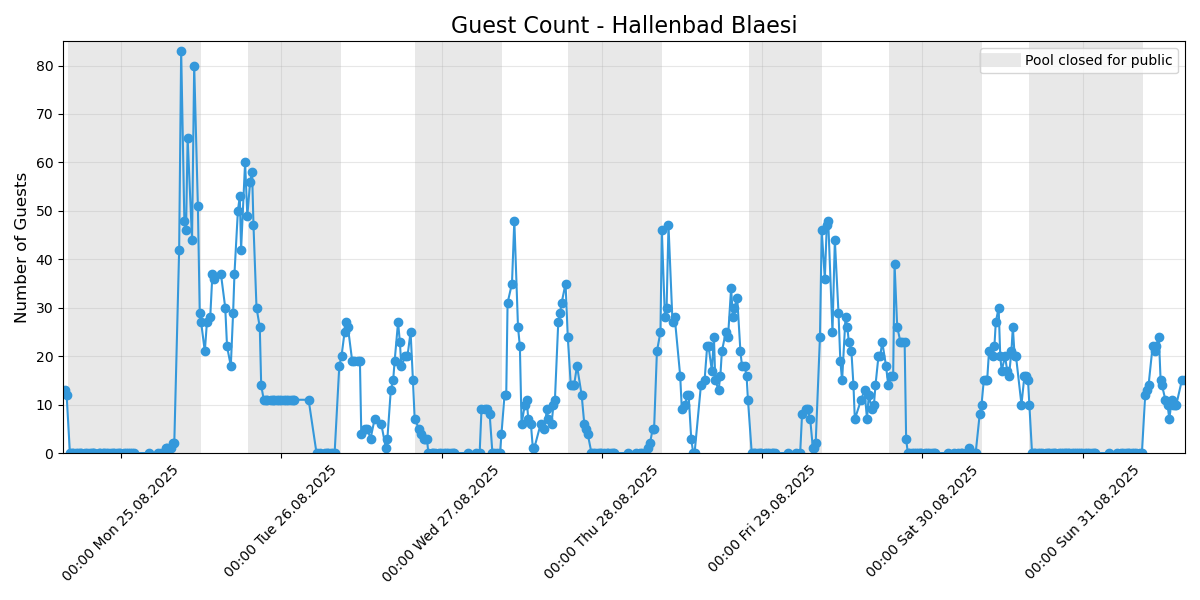 Guest Count - Hallenbad Blaesi
Pool closed for public
Number of Guests
80
70
60
50
40
30
20
10
0
00:00 Mon 25.08.2025
00:00 Tue 26.08.2025
00:00 Wed 27.08.2025
00:00 Thu 28.08.2025
00:00 Fri 29.08.2025
00:00 Sat 30.08.2025
00:00 Sun 31.08.2025